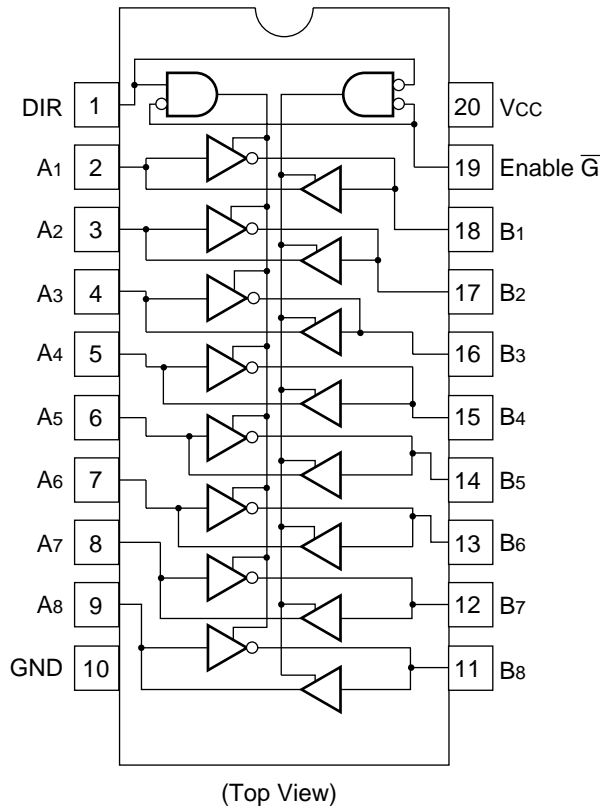 DIR 1 20 VCC
A1 2 19 Enable G̅
A2 3 18 B1
A3 4 17 B2
A4 5 16 B3
A5 6 15 B4
A6 7 14 B5
A7 8 13 B6
A8 9 12 B7
GND 10 11 B8
(Top View)